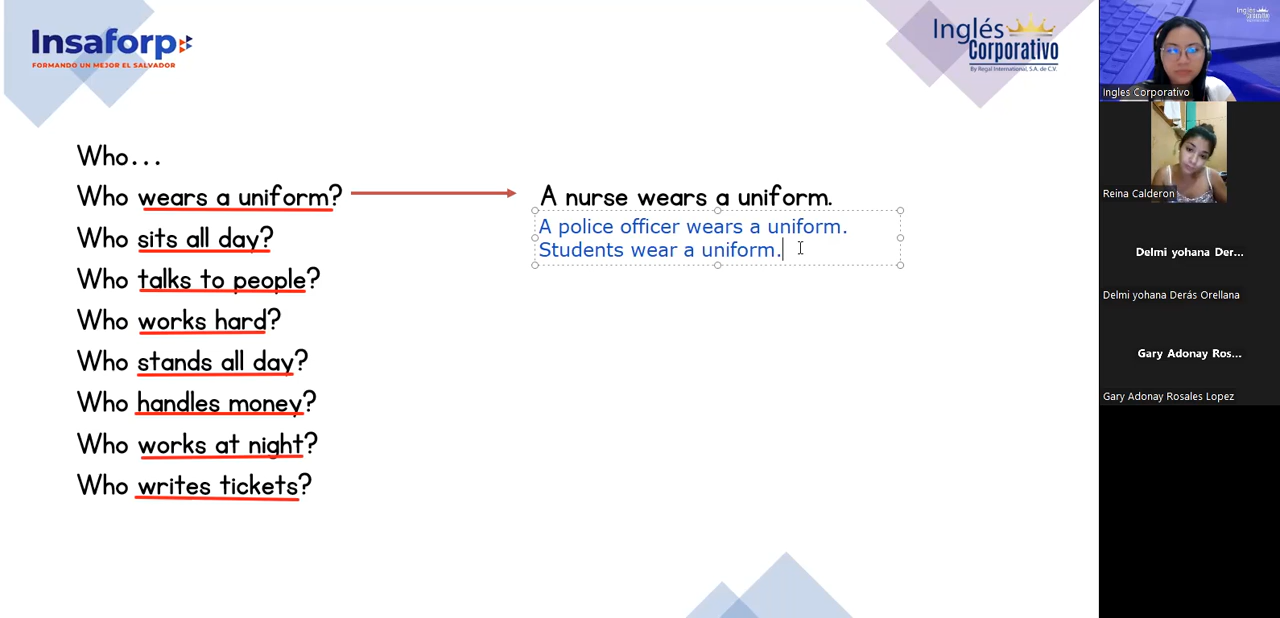 Insaforp
FORMANDO UN MEJOR EL SALVADOR
Inglés
Corporativo
By Regal International, S.A. de C.V.
Who...
Who wears a uniform?
A nurse wears a uniform.
A police officer wears a uniform.
Students wear a uniform.
Who sits all day?
Who talks to people?
Who works hard?
Who stands all day?
Who handles money?
Who works at night?
Who writes tickets?
Inglés
Ingles Corporativo
Reina Calderon
Delmi yohana Der...
Delmi yohana Derás Orellana
Gary Adonay Ros...
Gary Adonay Rosales Lopez